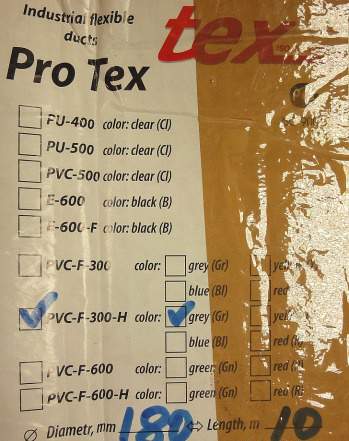 Industrial flexible
ducts
tex
Pro Tex
PU-400 color: clear (Cl)
PU-500 color: clear (Cl)
PVC-500 color: clear (Cl)
E-600 color: black (B)
E-600-F color: black (B)
PVC-F-300 color: grey (Gr)
blue (Bl) red
PVC-F-300-H color: grey (Gr)
blue (Bl) red
PVC-F-600 color: green (Gn) red
PVC-F-600-H color: green (Gn) red (R)
Diametr, mm 180 ⇔ Length, m 10